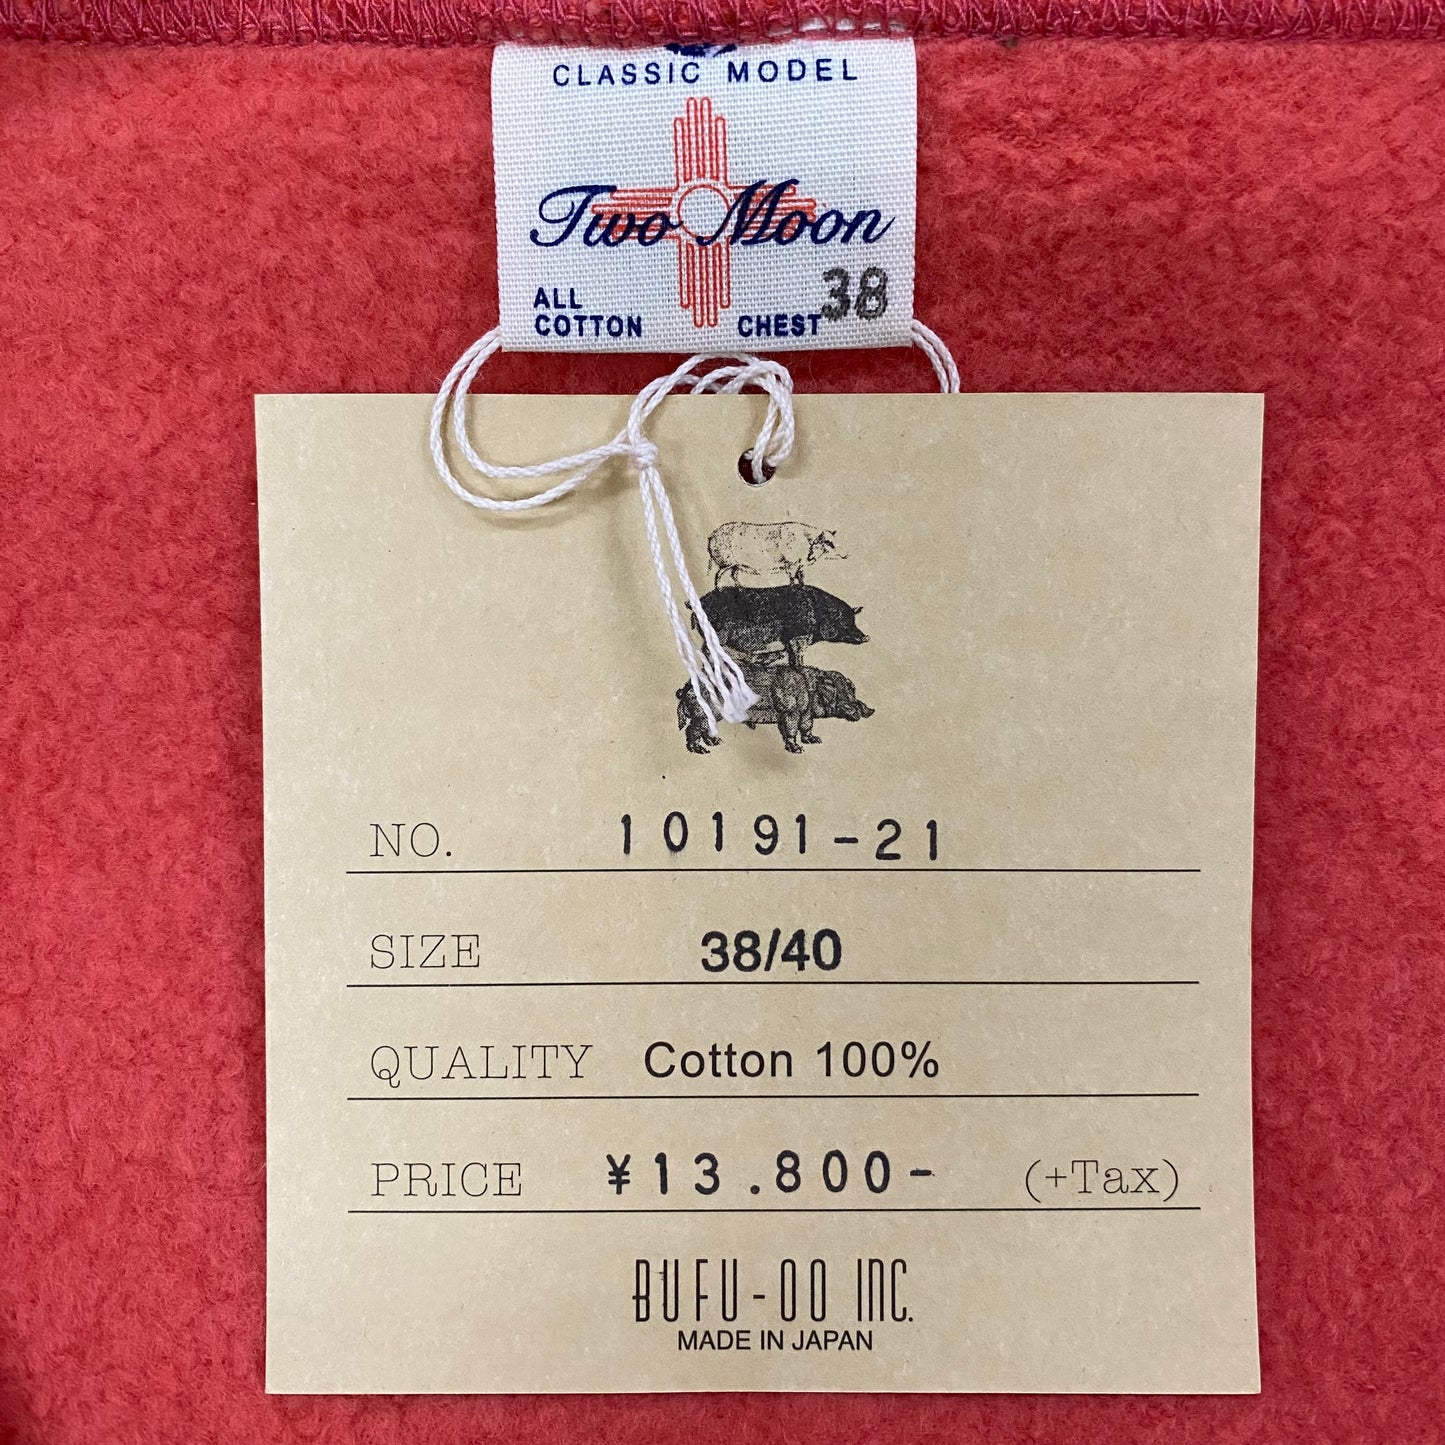 CLASSIC MODEL
Two Moon
ALL
COTTON
CHEST 38
NO. 10191-21
SIZE 38/40
QUALITY Cotton 100%
PRICE ¥13.800- (+Tax)
BUFU-OO INC.
MADE IN JAPAN